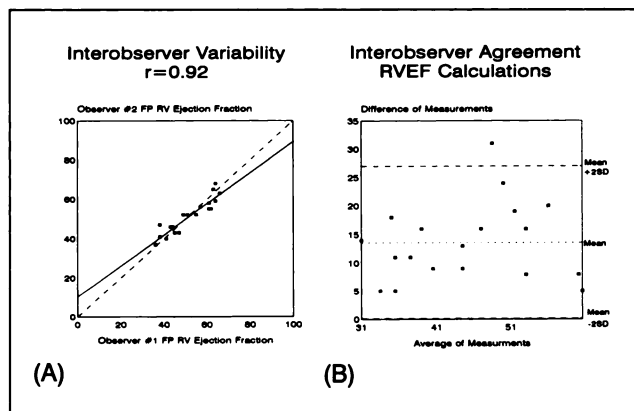 Interobserver Variability
r=0.92
Observer #2 FP RV Ejection Fraction
100
80
60
40
20
0
0 20 40 60 80 100
Observer #1 FP RV Ejection Fraction
(A)
Interobserver Agreement
RVEF Calculations
Difference of Measurements
35
30
25
20
15
10
5
0
Mean
+2SD
Mean
Mean
-2SD
31 41 51
Average of Measurments
(B)